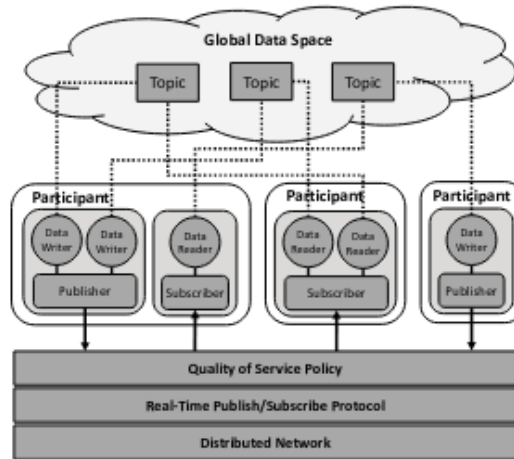 Global Data Space
Topic
Topic
Topic
Participant
Participant
Participant
Data
Writer
Data
Writer
Data
Reader
Data
Reader
Data
Reader
Data
Writer
Publisher
Subscriber
Subscriber
Publisher
Quality of Service Policy
Real-Time Publish/Subscribe Protocol
Distributed Network